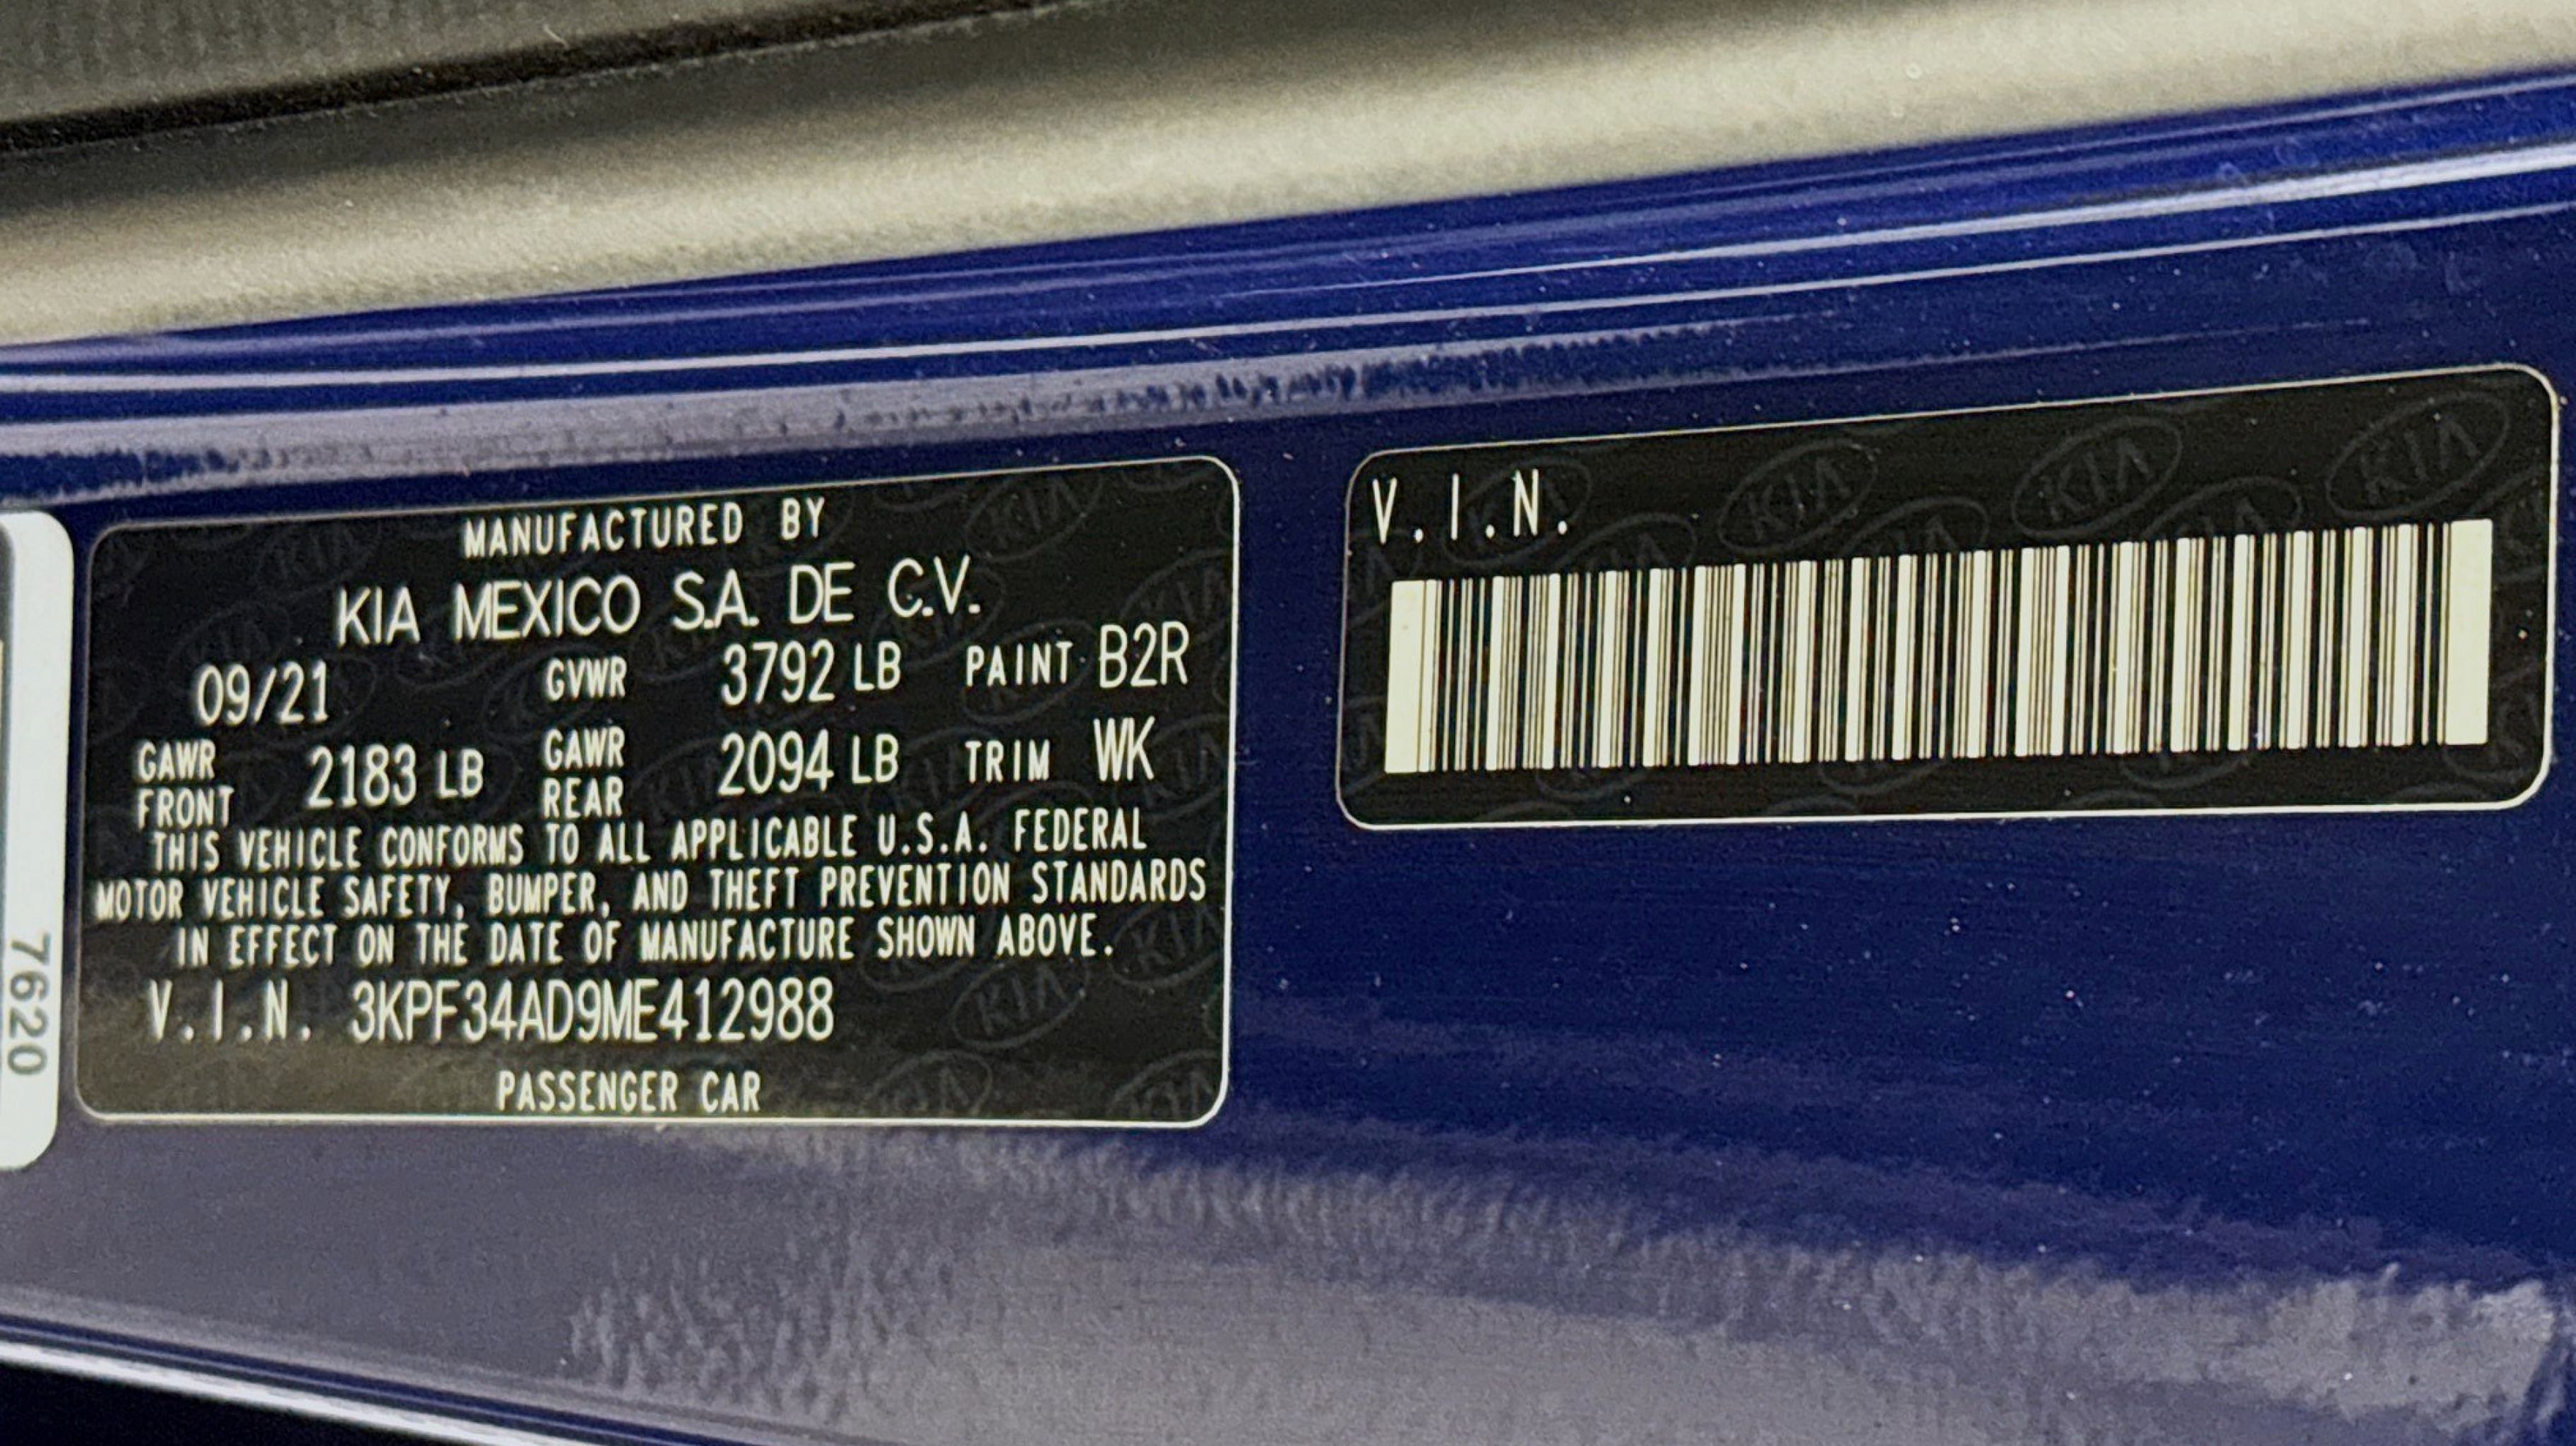 MANUFACTURED BY
KIA MEXICO S.A. DE C.V.
09/21 GVWR 3792 LB PAINT B2R
GAWR FRONT 2183 LB GAWR REAR 2094 LB TRIM WK
THIS VEHICLE CONFORMS TO ALL APPLICABLE U.S.A. FEDERAL
MOTOR VEHICLE SAFETY, BUMPER, AND THEFT PREVENTION STANDARDS
IN EFFECT ON THE DATE OF MANUFACTURE SHOWN ABOVE.
V.I.N. 3KPF34AD9ME412988
PASSENGER CAR
V.I.N.
7620